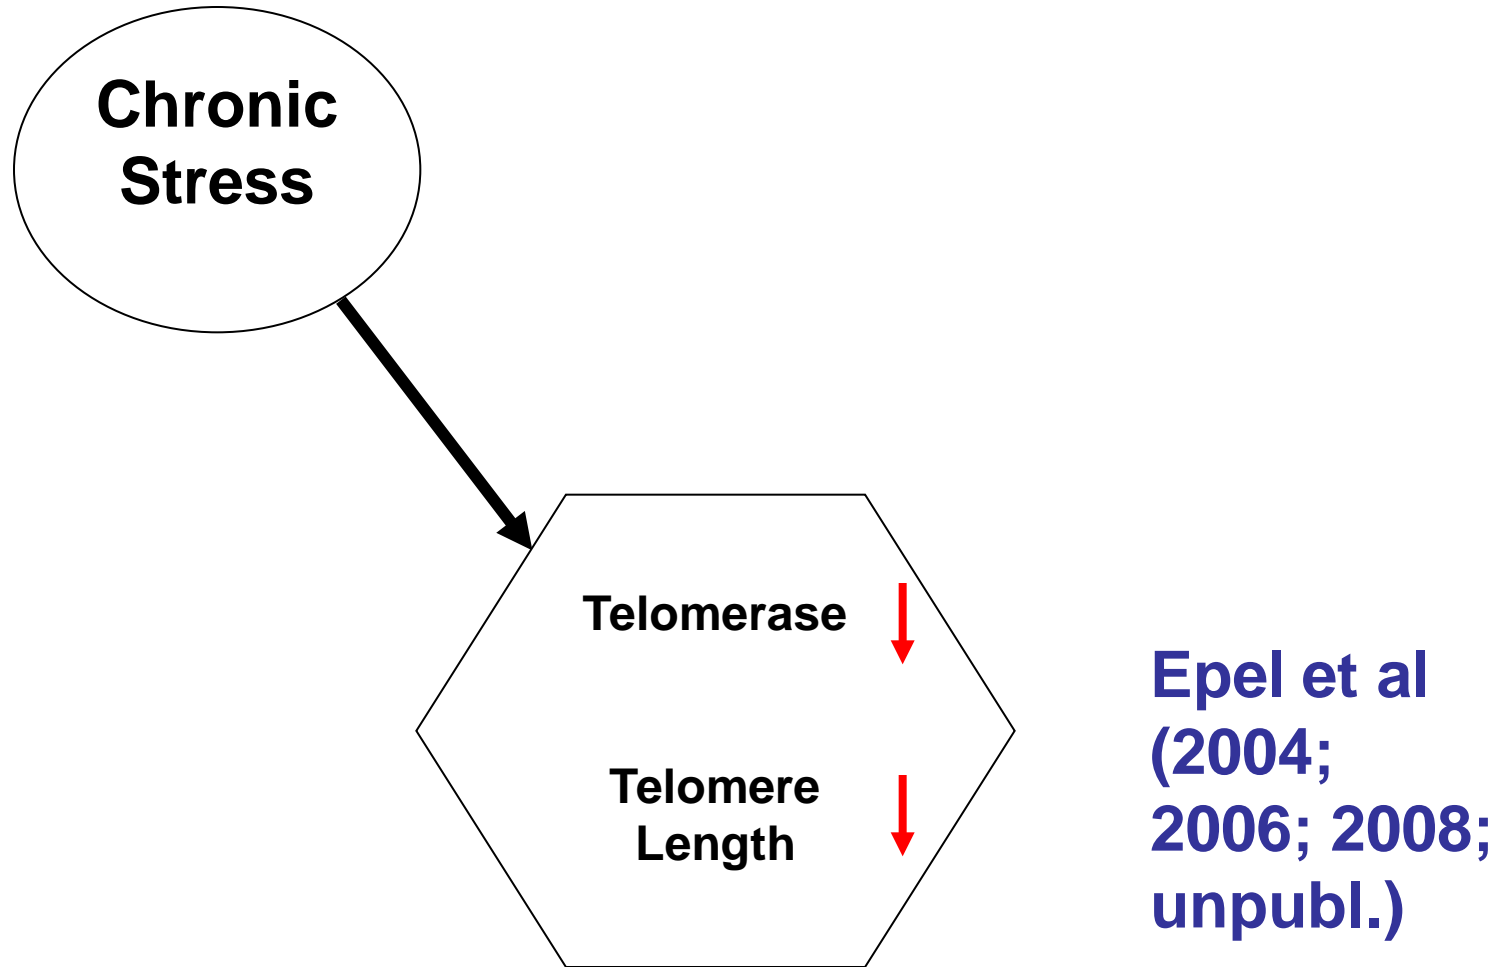 Chronic
Stress
Telomerase
Telomere
Length
Epel et al
(2004;
2006; 2008;
unpubl.)